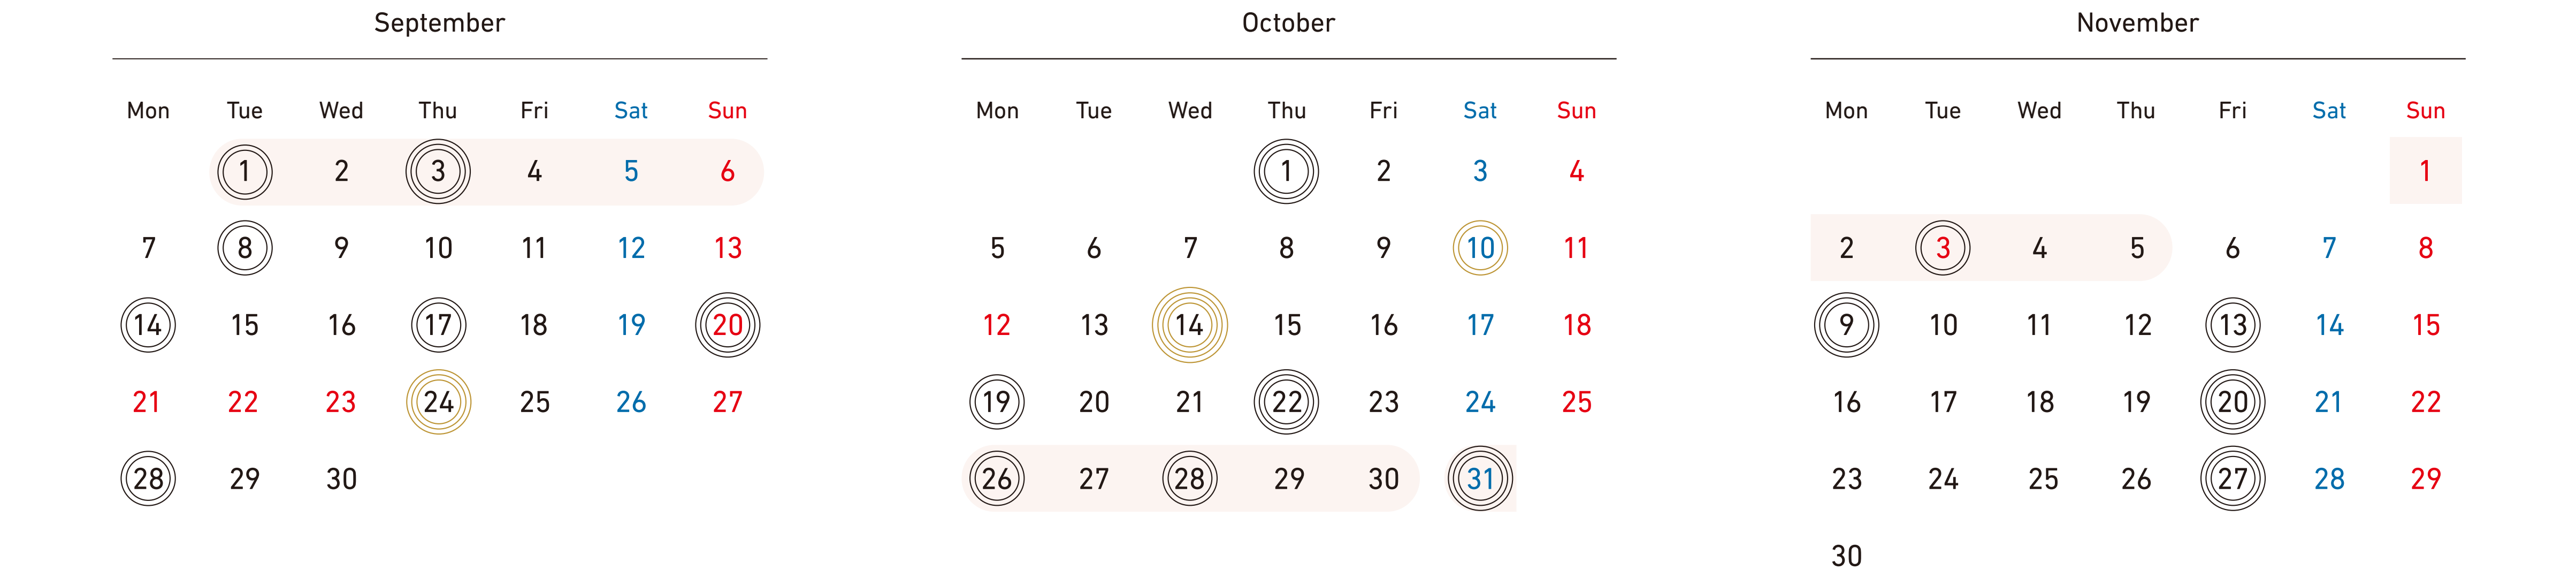 September
Mon Tue Wed Thu Fri Sat Sun
1 2 3 4 5 6
7 8 9 10 11 12 13
14 15 16 17 18 19 20
21 22 23 24 25 26 27
28 29 30
October
Mon Tue Wed Thu Fri Sat Sun
1 2 3 4
5 6 7 8 9 10 11
12 13 14 15 16 17 18
19 20 21 22 23 24 25
26 27 28 29 30 31
November
Mon Tue Wed Thu Fri Sat Sun
1
2 3 4 5 6 7 8
9 10 11 12 13 14 15
16 17 18 19 20 21 22
23 24 25 26 27 28 29
30